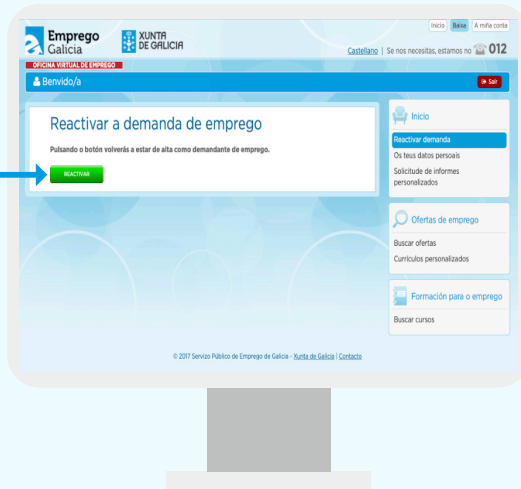 Inicio Baixa A miña conta
Emprego
Galicia
XUNTA
DE GALICIA
Castellano | Se nos necesitas, estamos no 012
OFICINA VIRTUAL DE EMPREGO
Benvido/a
Sair
Reactivar a demanda de emprego
Pulsando o botón volverás a estar de alta como demandante de emprego.
REACTIVAR
Inicio
Reactivar demanda
Os teus datos persoais
Solicitude de informes
personalizados
Ofertas de emprego
Buscar ofertas
Currículos personalizados
Formación para o emprego
Buscar cursos
© 2017 Servizo Público de Emprego de Galicia - Xunta de Galicia | Contacto